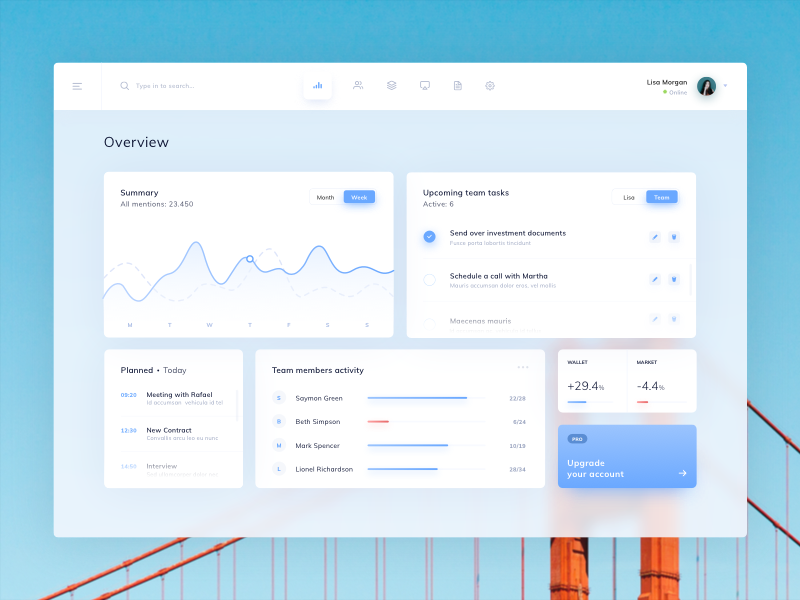 Type in to search...
Lisa Morgan
Online
Overview
Summary
All mentions: 23.450
Month
Week
M T W T F S S
Upcoming team tasks
Active: 6
Lisa
Team
Send over investment documents
Fusce porta lobortis tincidunt
Schedule a call with Martha
Mauris accumsan dolor eros, vel mollis
Maecenas mauris
Planned • Today
09:20 Meeting with Rafael
Id accumsan vehicula id tel
12:30 New Contract
Convallis arcu leo eu nunc
14:50 Interview
Team members activity
S Saymon Green 22/28
B Beth Simpson 6/24
M Mark Spencer 10/19
L Lionel Richardson 28/34
WALLET
+29.4%
MARKET
-4.4%
PRO
Upgrade
your account